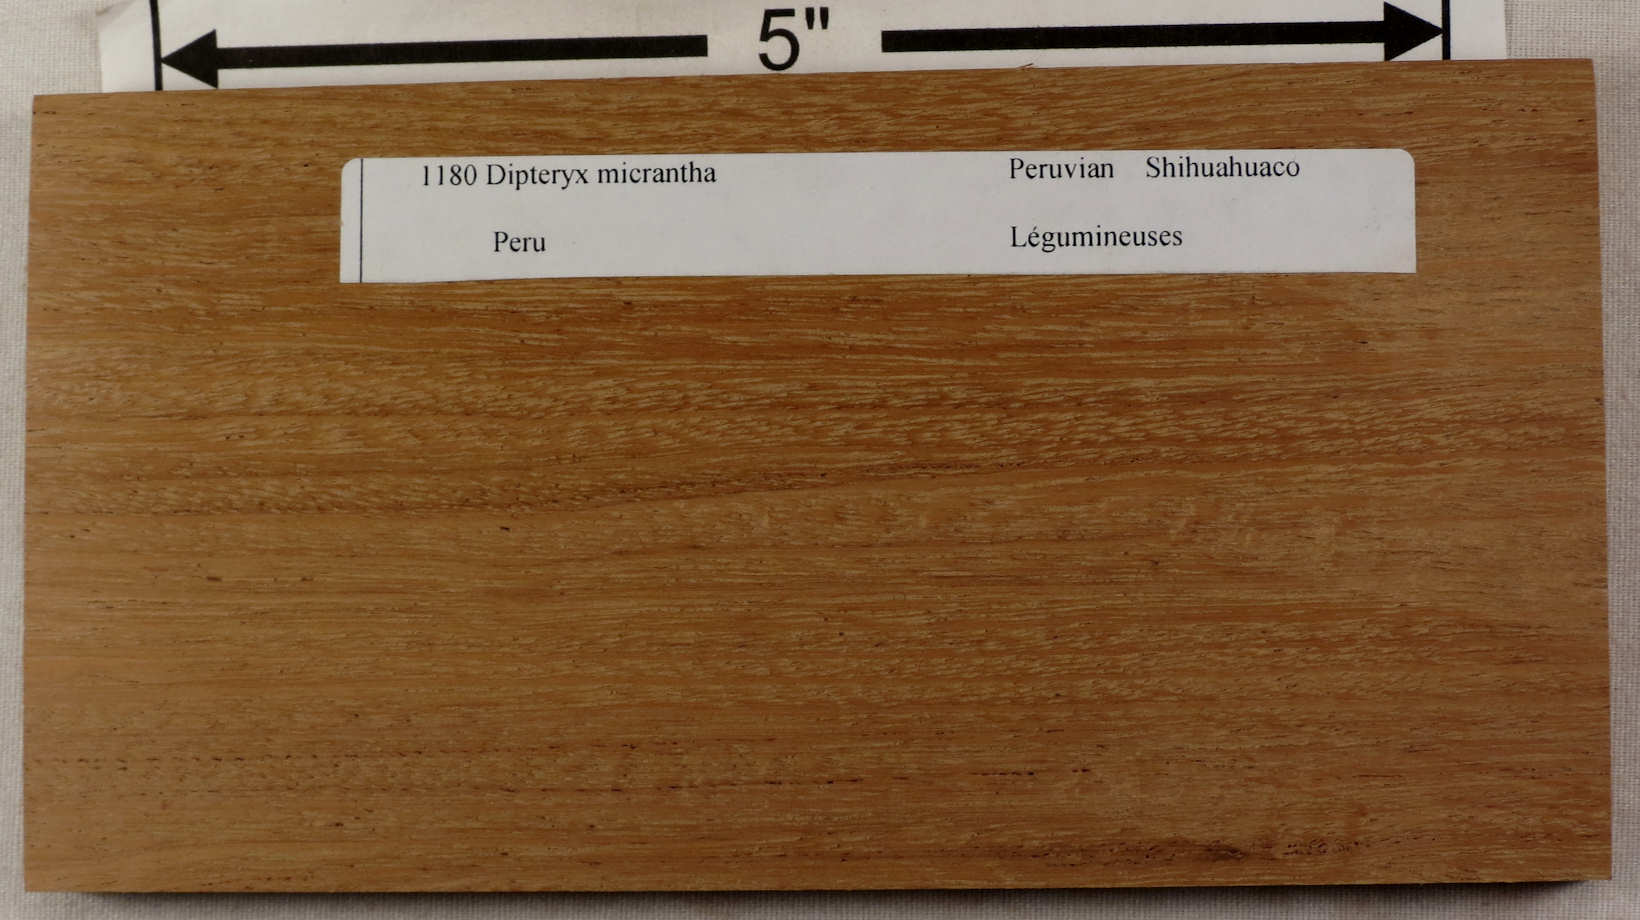 5"
1180 Dipteryx micrantha Peruvian Shihuahuaco
Peru Légumineuses